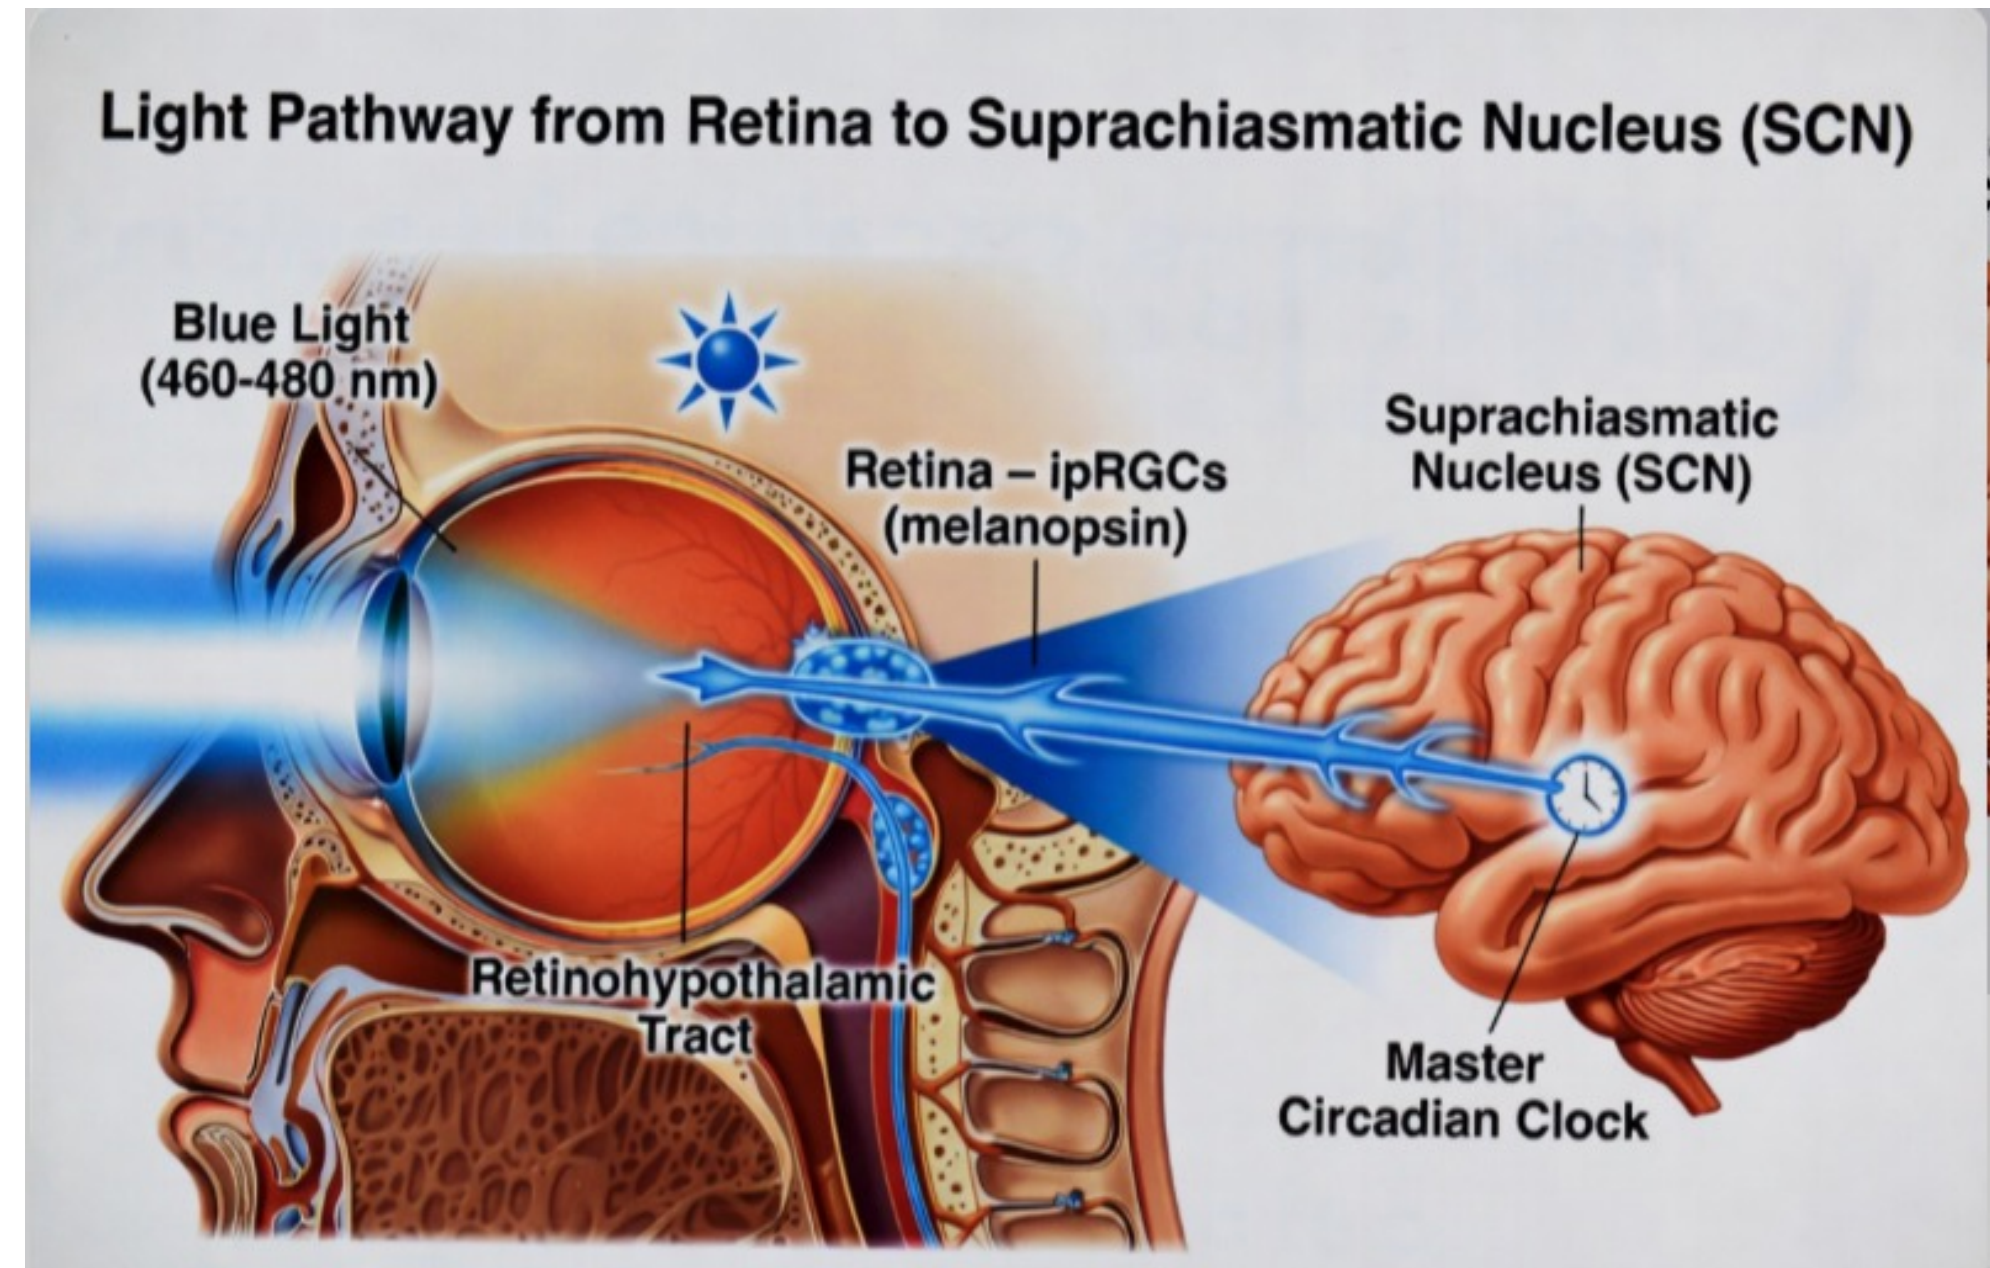 Light Pathway from Retina to Suprachiasmatic Nucleus (SCN)
Blue Light
(460-480 nm)
Retina – ipRGCs
(melanopsin)
Suprachiasmatic
Nucleus (SCN)
Retinohypothalamic
Tract
Master
Circadian Clock